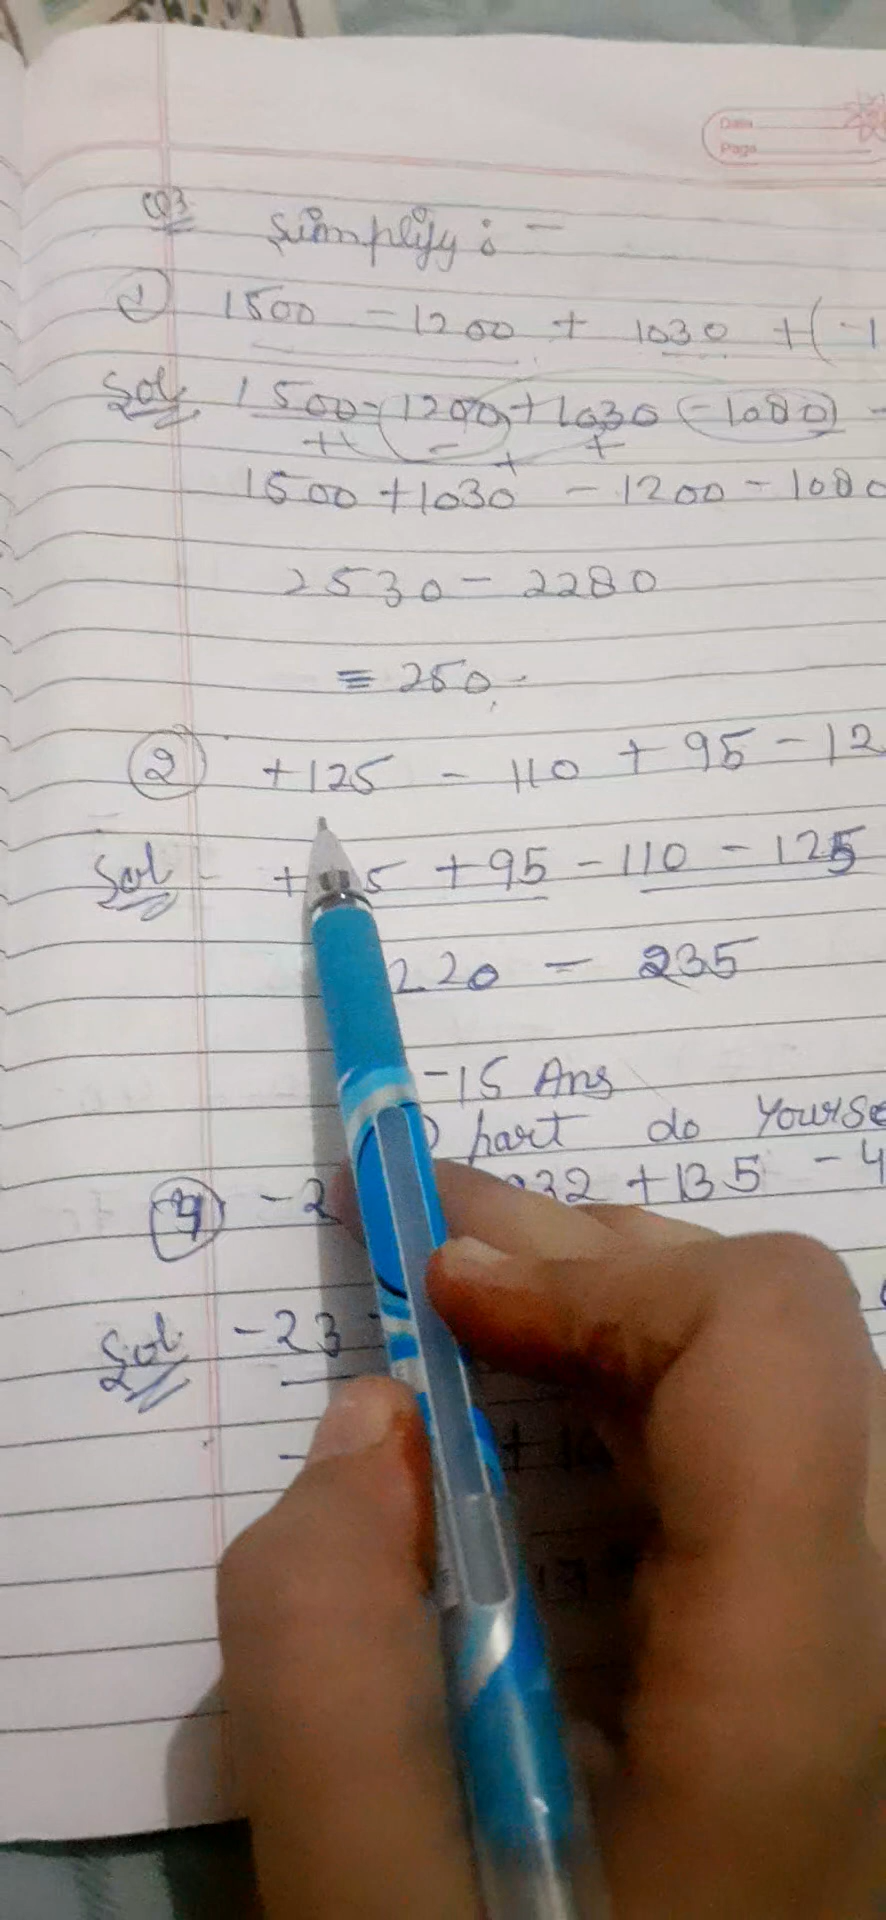 Date
Page
Q3 Simplify :-
① 1500 - 1200 + 1030 + (-1
Sol 1500-(1200)+1030(-1080) -
+ - + +
1500 +1030 - 1200 - 1080
2530 - 2280
= 250.
② +125 - 110 + 95 - 12
Sol - + 5 + 95 - 110 - 125
220 - 235
-15 Ans
) part do Yourse
④ -2 32 +135 - 4
Sol. -23